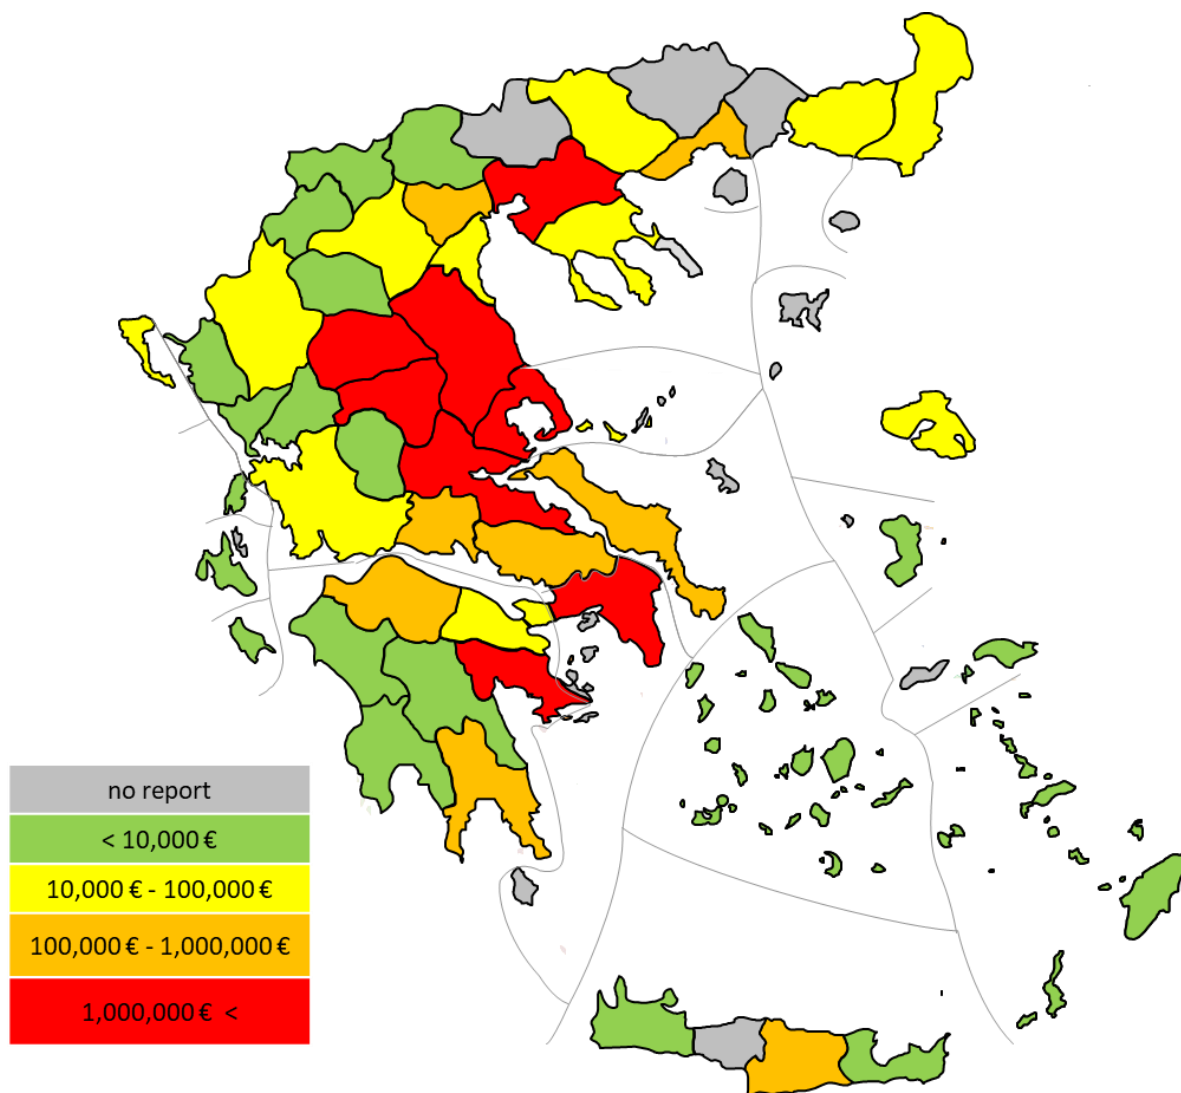 no report
< 10,000 €
10,000 € - 100,000 €
100,000 € - 1,000,000 €
1,000,000 € <